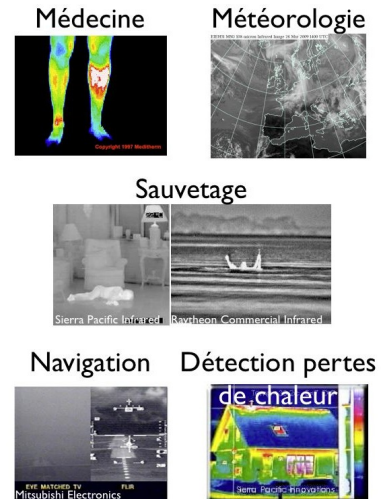 Médecine
Météorologie
Copyright 1997 Meditherm
Sauvetage
Sierra Pacific Infrared
Raytheon Commercial Infrared
Navigation
Détection pertes
de chaleur
EYE MATCHED TV
FLIR
Mitsubishi Electronics
Sierra Pacific Innovations